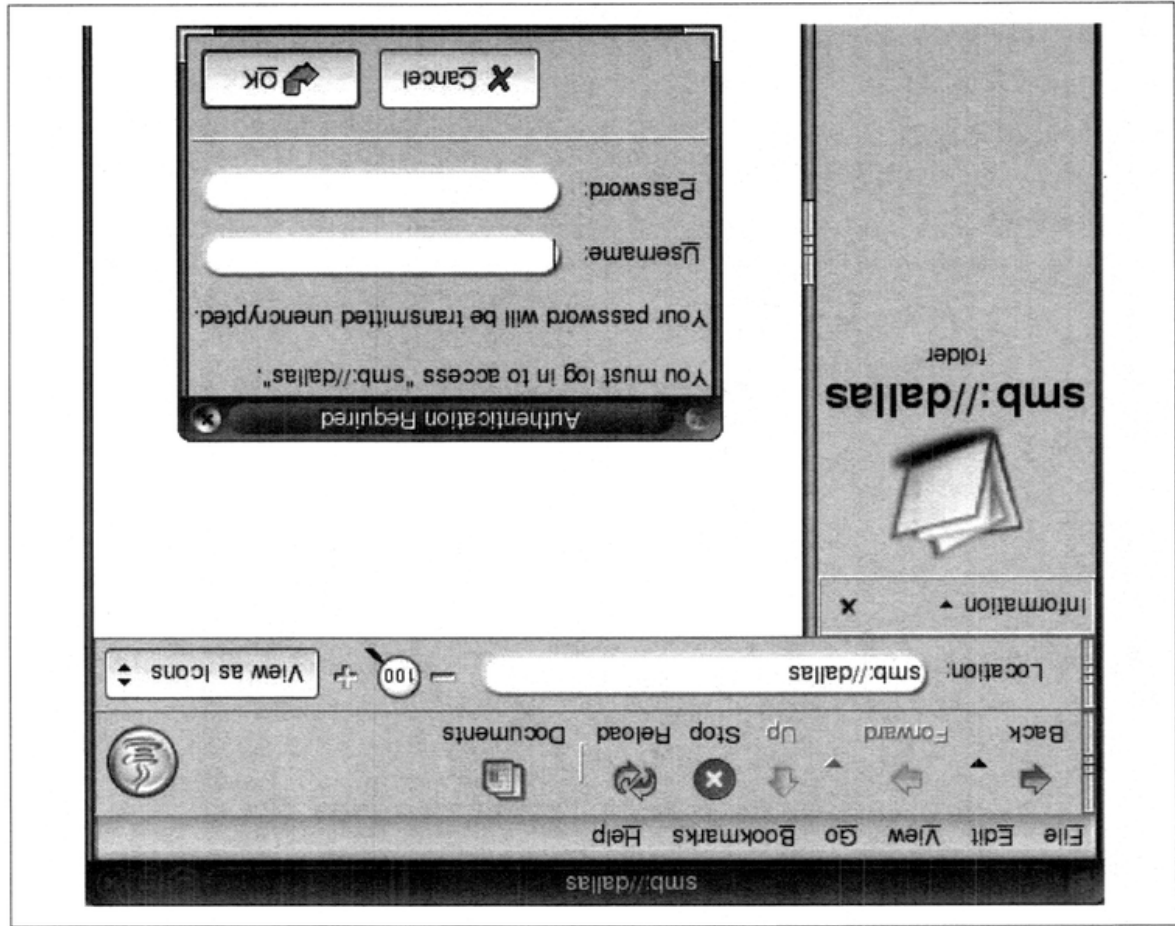 smb://dallas
File Edit View Go Bookmarks Help
Back Forward Up Stop Reload Documents
Location: smb://dallas 100 View as Icons
Information
smb://dallas
folder
Authentication Required
You must log in to access "smb://dallas".
Your password will be transmitted unencrypted.
Username:
Password:
Cancel OK